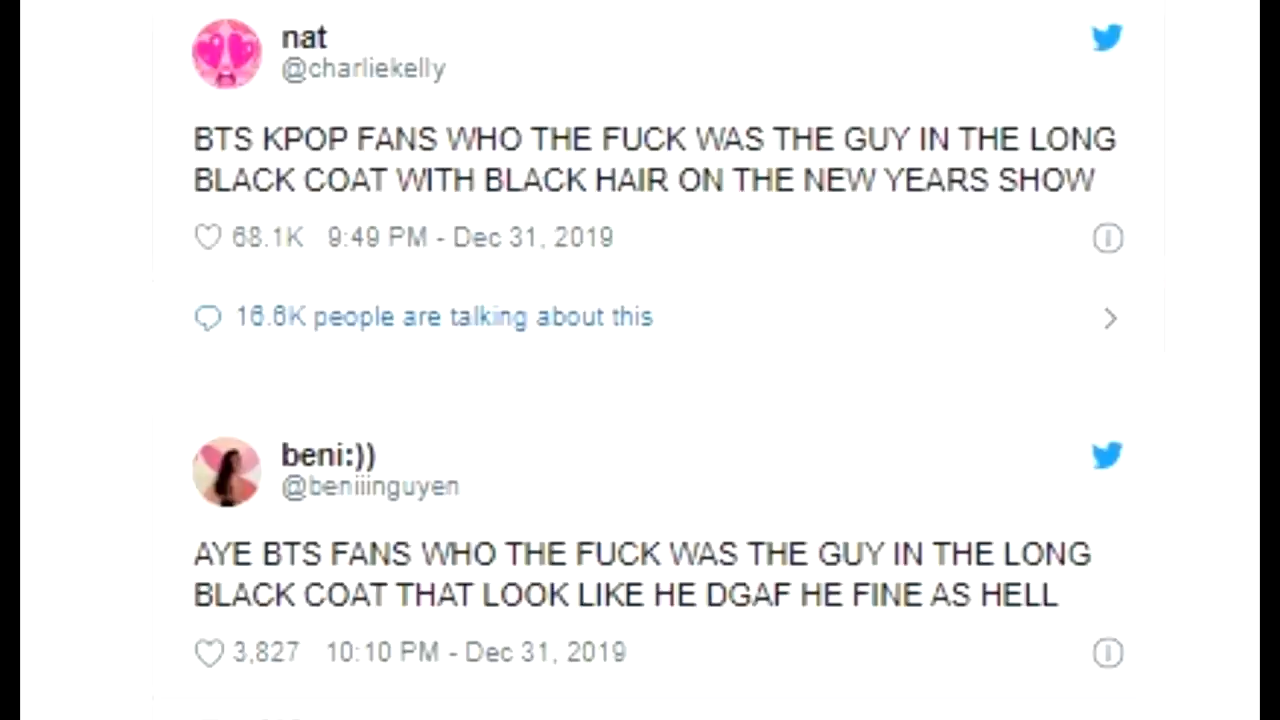 nat
@charliekelly
BTS KPOP FANS WHO THE FUCK WAS THE GUY IN THE LONG
BLACK COAT WITH BLACK HAIR ON THE NEW YEARS SHOW
68.1K 9:49 PM - Dec 31, 2019
16.6K people are talking about this
beni:))
@beniiinguyen
AYE BTS FANS WHO THE FUCK WAS THE GUY IN THE LONG
BLACK COAT THAT LOOK LIKE HE DGAF HE FINE AS HELL
3,827 10:10 PM - Dec 31, 2019